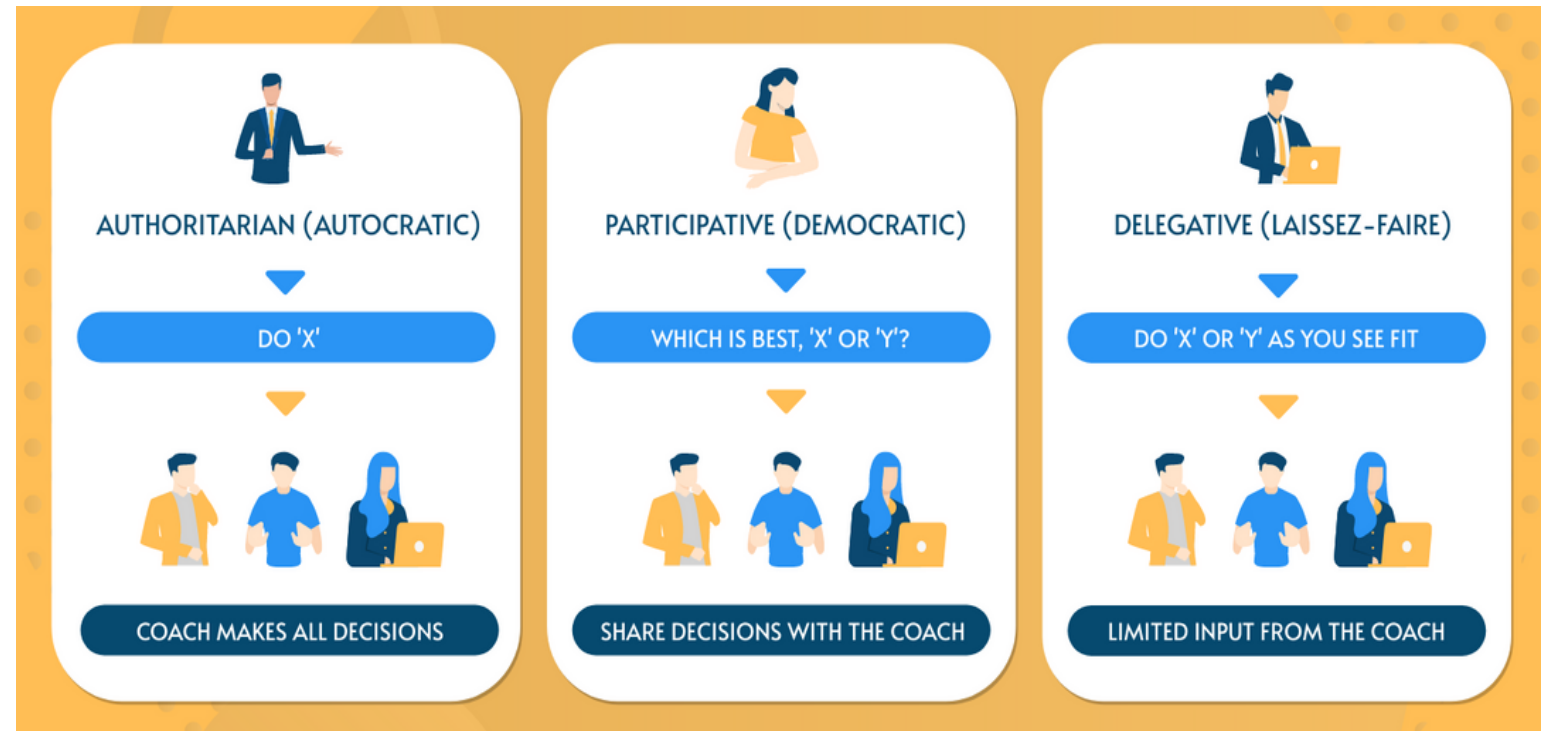 AUTHORITARIAN (AUTOCRATIC)
DO 'X'
COACH MAKES ALL DECISIONS
PARTICIPATIVE (DEMOCRATIC)
WHICH IS BEST, 'X' OR 'Y'?
SHARE DECISIONS WITH THE COACH
DELEGATIVE (LAISSEZ-FAIRE)
DO 'X' OR 'Y' AS YOU SEE FIT
LIMITED INPUT FROM THE COACH